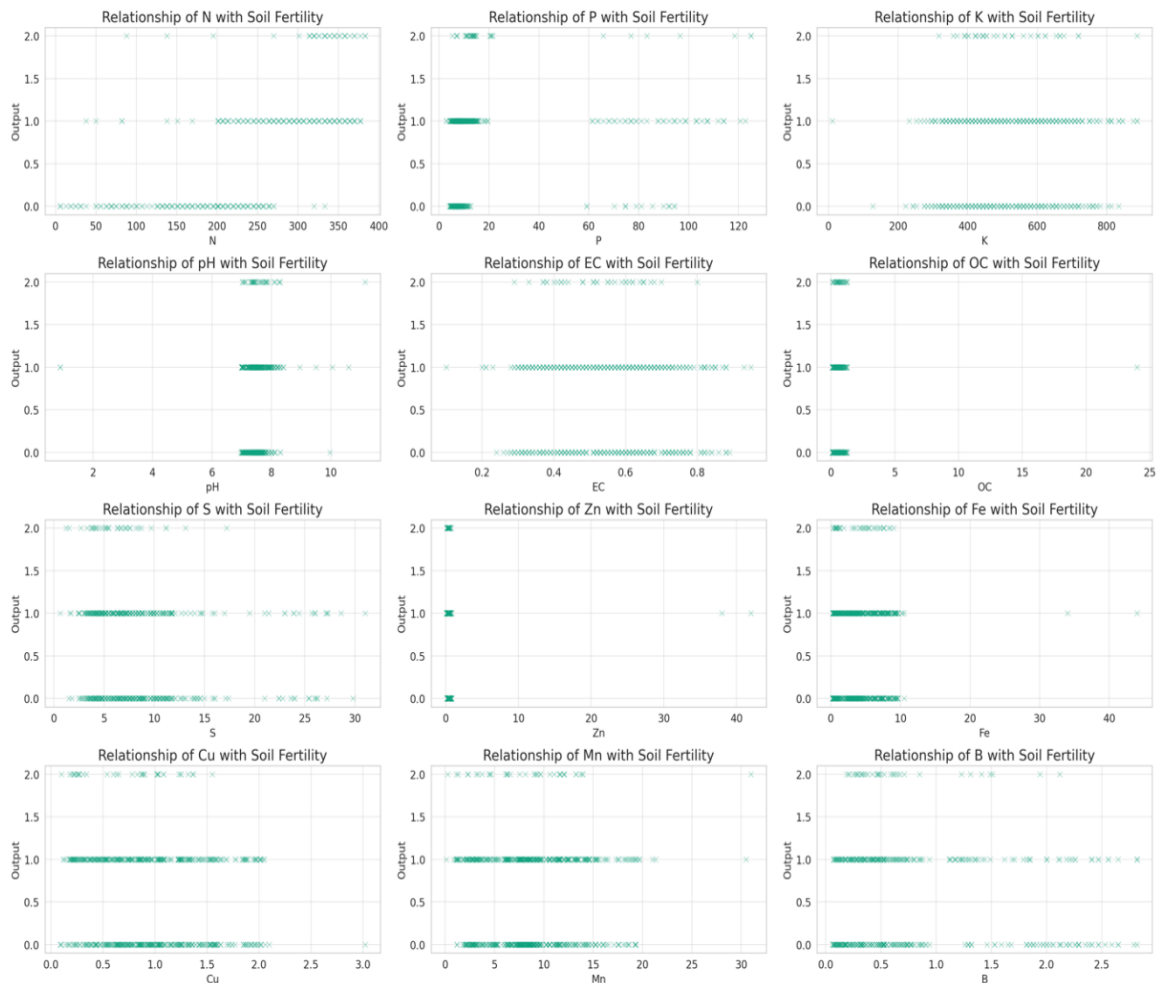 Relationship of N with Soil Fertility
2.0
1.5
Output
1.0
0.5
0.0
0 50 100 150 200 250 300 350 400
N
Relationship of P with Soil Fertility
2.0
1.5
Output
1.0
0.5
0.0
0 20 40 60 80 100 120
P
Relationship of K with Soil Fertility
2.0
1.5
Output
1.0
0.5
0.0
0 200 400 600 800
K
Relationship of pH with Soil Fertility
2.0
1.5
Output
1.0
0.5
0.0
2 4 6 8 10
pH
Relationship of EC with Soil Fertility
2.0
1.5
Output
1.0
0.5
0.0
0.2 0.4 0.6 0.8
EC
Relationship of OC with Soil Fertility
2.0
1.5
Output
1.0
0.5
0.0
0 5 10 15 20 25
OC
Relationship of S with Soil Fertility
2.0
1.5
Output
1.0
0.5
0.0
0 5 10 15 20 25 30
S
Relationship of Zn with Soil Fertility
2.0
1.5
Output
1.0
0.5
0.0
0 10 20 30 40
Zn
Relationship of Fe with Soil Fertility
2.0
1.5
Output
1.0
0.5
0.0
0 10 20 30 40
Fe
Relationship of Cu with Soil Fertility
2.0
1.5
Output
1.0
0.5
0.0
0.0 0.5 1.0 1.5 2.0 2.5 3.0
Cu
Relationship of Mn with Soil Fertility
2.0
1.5
Output
1.0
0.5
0.0
0 5 10 15 20 25 30
Mn
Relationship of B with Soil Fertility
2.0
1.5
Output
1.0
0.5
0.0
0.0 0.5 1.0 1.5 2.0 2.5
B